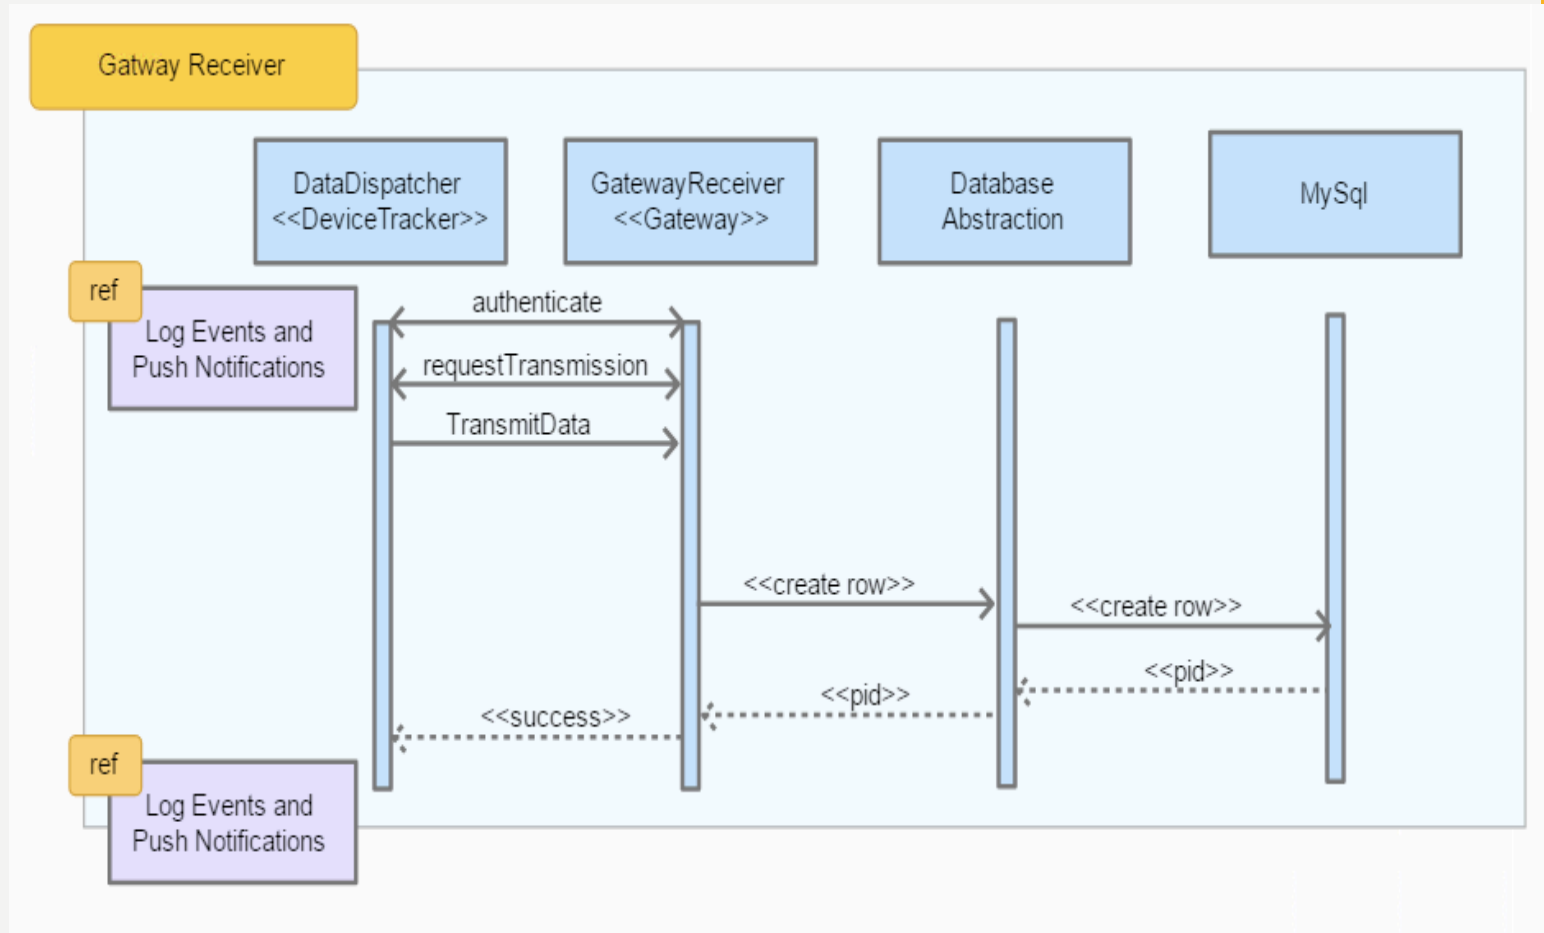 Gatway Receiver
DataDispatcher
<<DeviceTracker>>
GatewayReceiver
<<Gateway>>
Database
Abstraction
MySql
ref
Log Events and
Push Notifications
authenticate
requestTransmission
TransmitData
<<create row>>
<<create row>>
<<pid>>
<<pid>>
<<success>>
ref
Log Events and
Push Notifications